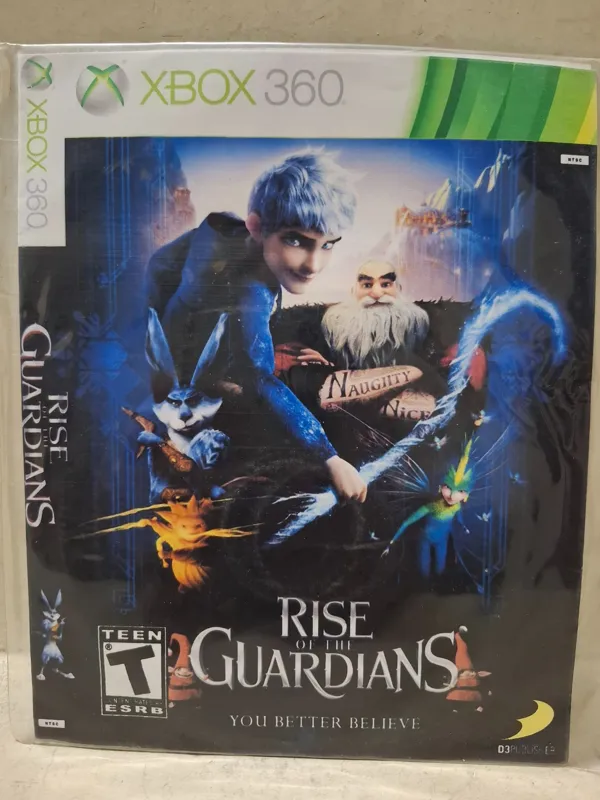 XBOX 360
XBOX 360
NTSC
NAUGHTY
NICE
RISE
OF THE
GUARDIANS
RISE
OF THE
GUARDIANS
YOU BETTER BELIEVE
TEEN
T
ESRB
NTSC
D3PUBLISHER